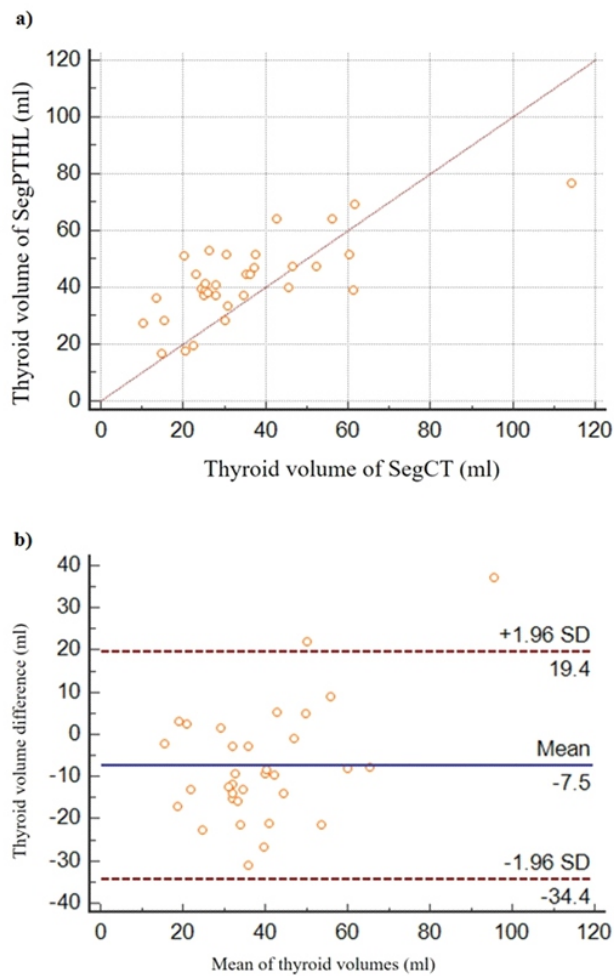 a)
Thyroid volume of SegPTHL (ml)
120
100
80
60
40
20
0
0 20 40 60 80 100 120
Thyroid volume of SegCT (ml)
b)
Thyroid volume difference (ml)
40
30
20
10
0
-10
-20
-30
-40
+1.96 SD
19.4
Mean
-7.5
-1.96 SD
-34.4
0 20 40 60 80 100 120
Mean of thyroid volumes (ml)